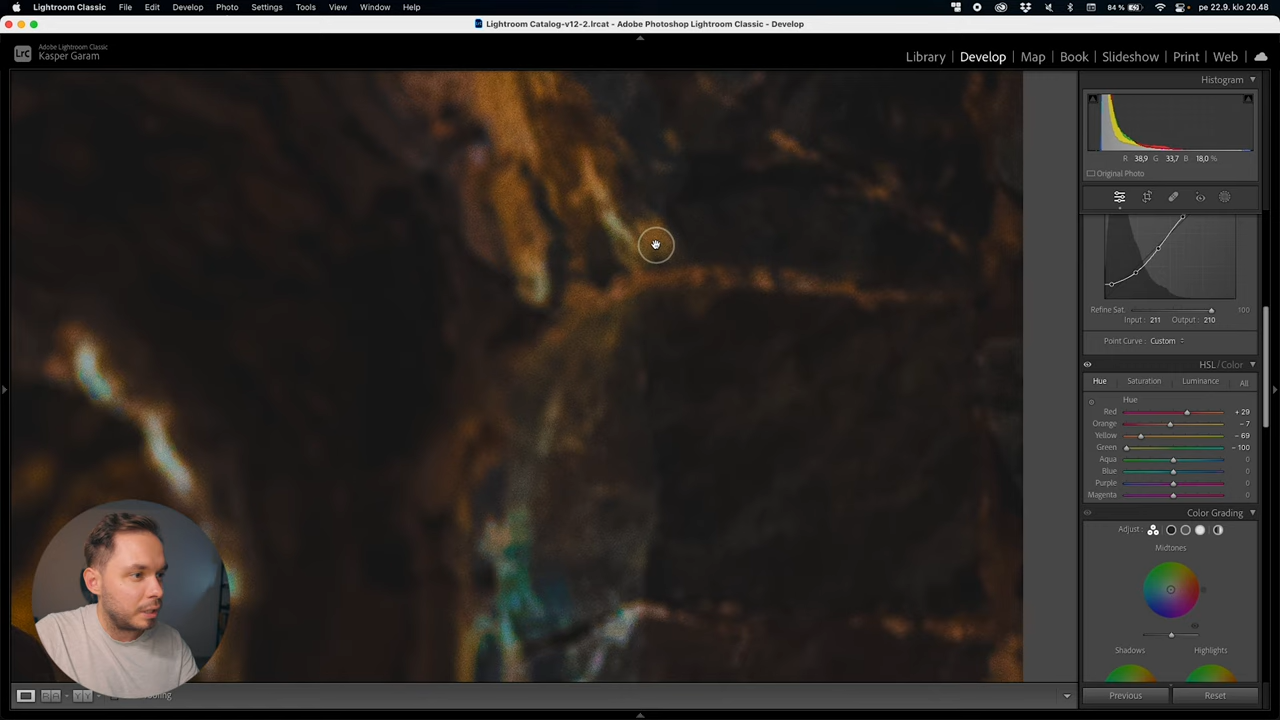 Lightroom Classic File Edit Develop Photo Settings Tools View Window Help 84 % pe 22.9. klo 20.48
Lightroom Catalog-v12-2.lrcat - Adobe Photoshop Lightroom Classic - Develop
Lrc
Adobe Lightroom Classic
Kasper Garam
Library | Develop | Map | Book | Slideshow | Print | Web
Histogram
R 38,9 G 33,7 B 18,0 %
Original Photo
Refine Sat. 100
Input : 211 Output : 210
Point Curve : Custom
HSL / Color
Hue Saturation Luminance All
Hue
Red + 29
Orange - 7
Yellow - 69
Green - 100
Aqua 0
Blue 0
Purple 0
Magenta 0
Color Grading
Adjust :
Midtones
Shadows Highlights
RA YY
Previous Reset